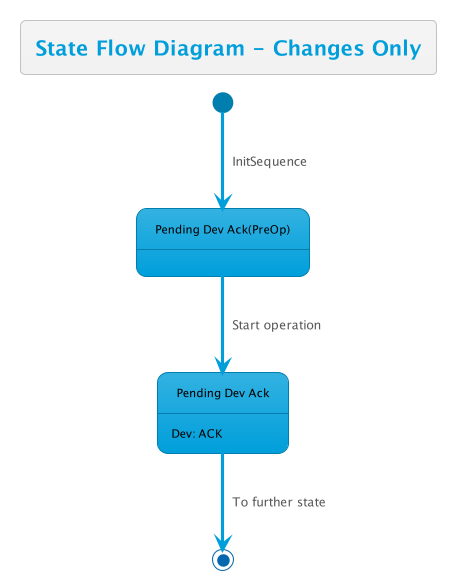 State Flow Diagram - Changes Only
InitSequence
Pending Dev Ack(PreOp)
Start operation
Pending Dev Ack
Dev: ACK
To further state